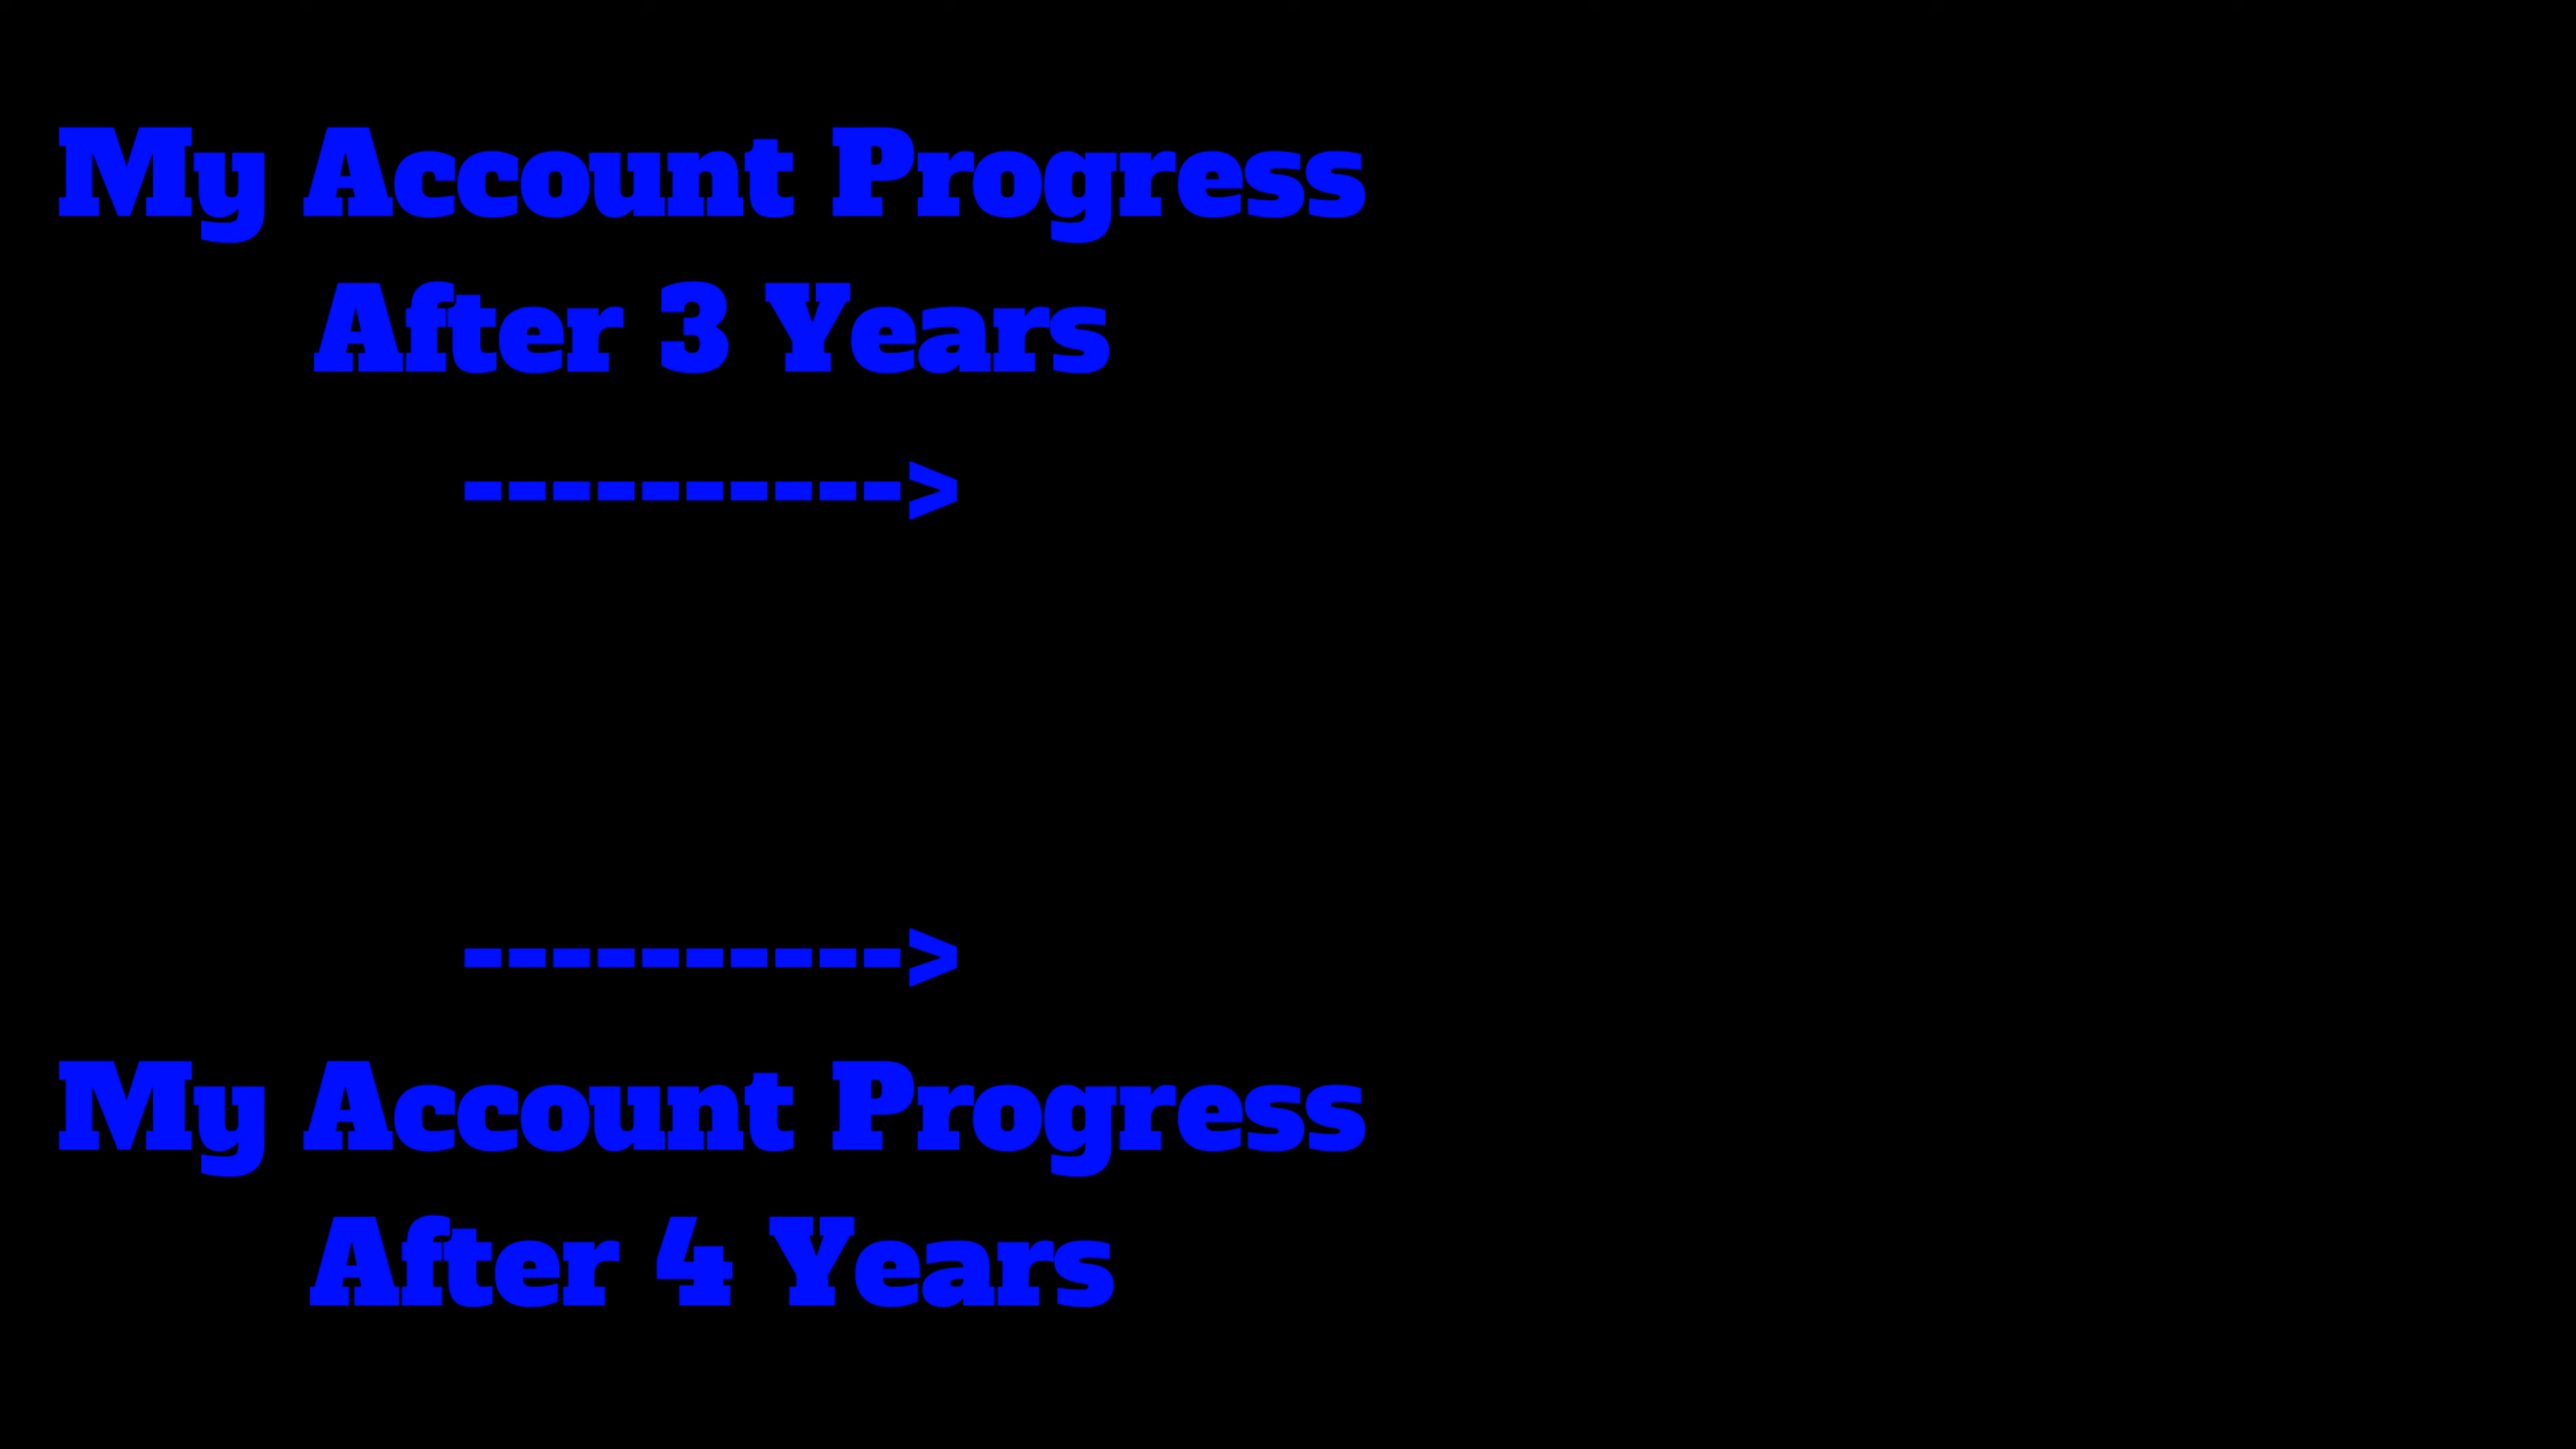 My Account Progress
After 3 Years
---------->
---------->
My Account Progress
After 4 Years